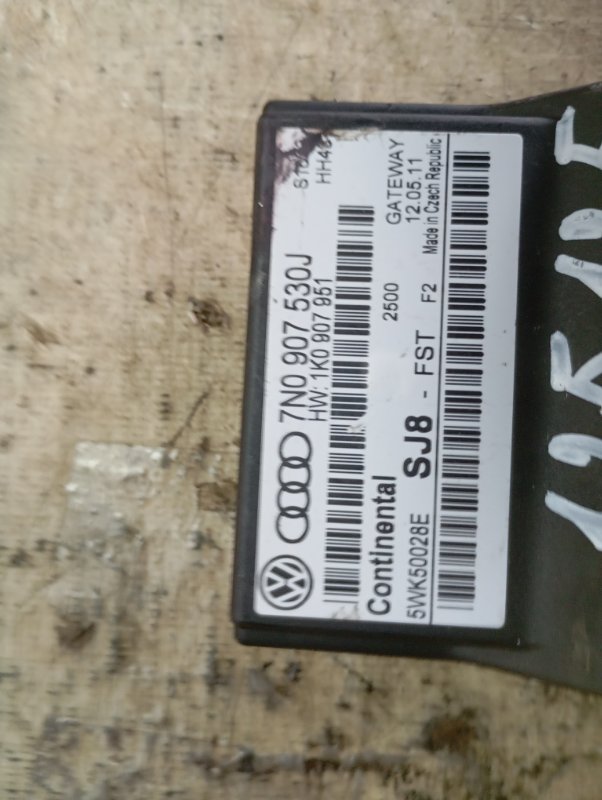 7N0 907 530J
HW: 1K0 907 951
HH46
Continental
2500
GATEWAY
12.05.11
5WK50028E
SJ8 - FST F2
Made in Czech Republic